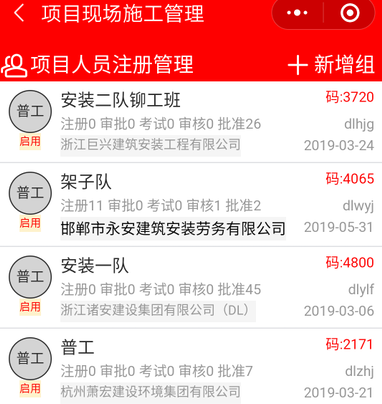 项目现场施工管理
项目人员注册管理
新增组
普工
启用
安装二队铆工班
码:3720
注册0 审批0 考试0 审核0 批准26
dlhjg
浙江巨兴建筑安装工程有限公司
2019-03-24
普工
启用
架子队
码:4065
注册11 审批0 考试0 审核1 批准2
dlwyj
邯郸市永安建筑安装劳务有限公司
2019-05-31
普工
启用
安装一队
码:4800
注册0 审批0 考试0 审核0 批准45
dlylf
浙江诸安建设集团有限公司（DL）
2019-03-06
普工
启用
普工
码:2171
注册0 审批0 考试0 审核0 批准7
dlzhj
杭州萧宏建设环境集团有限公司
2019-03-21